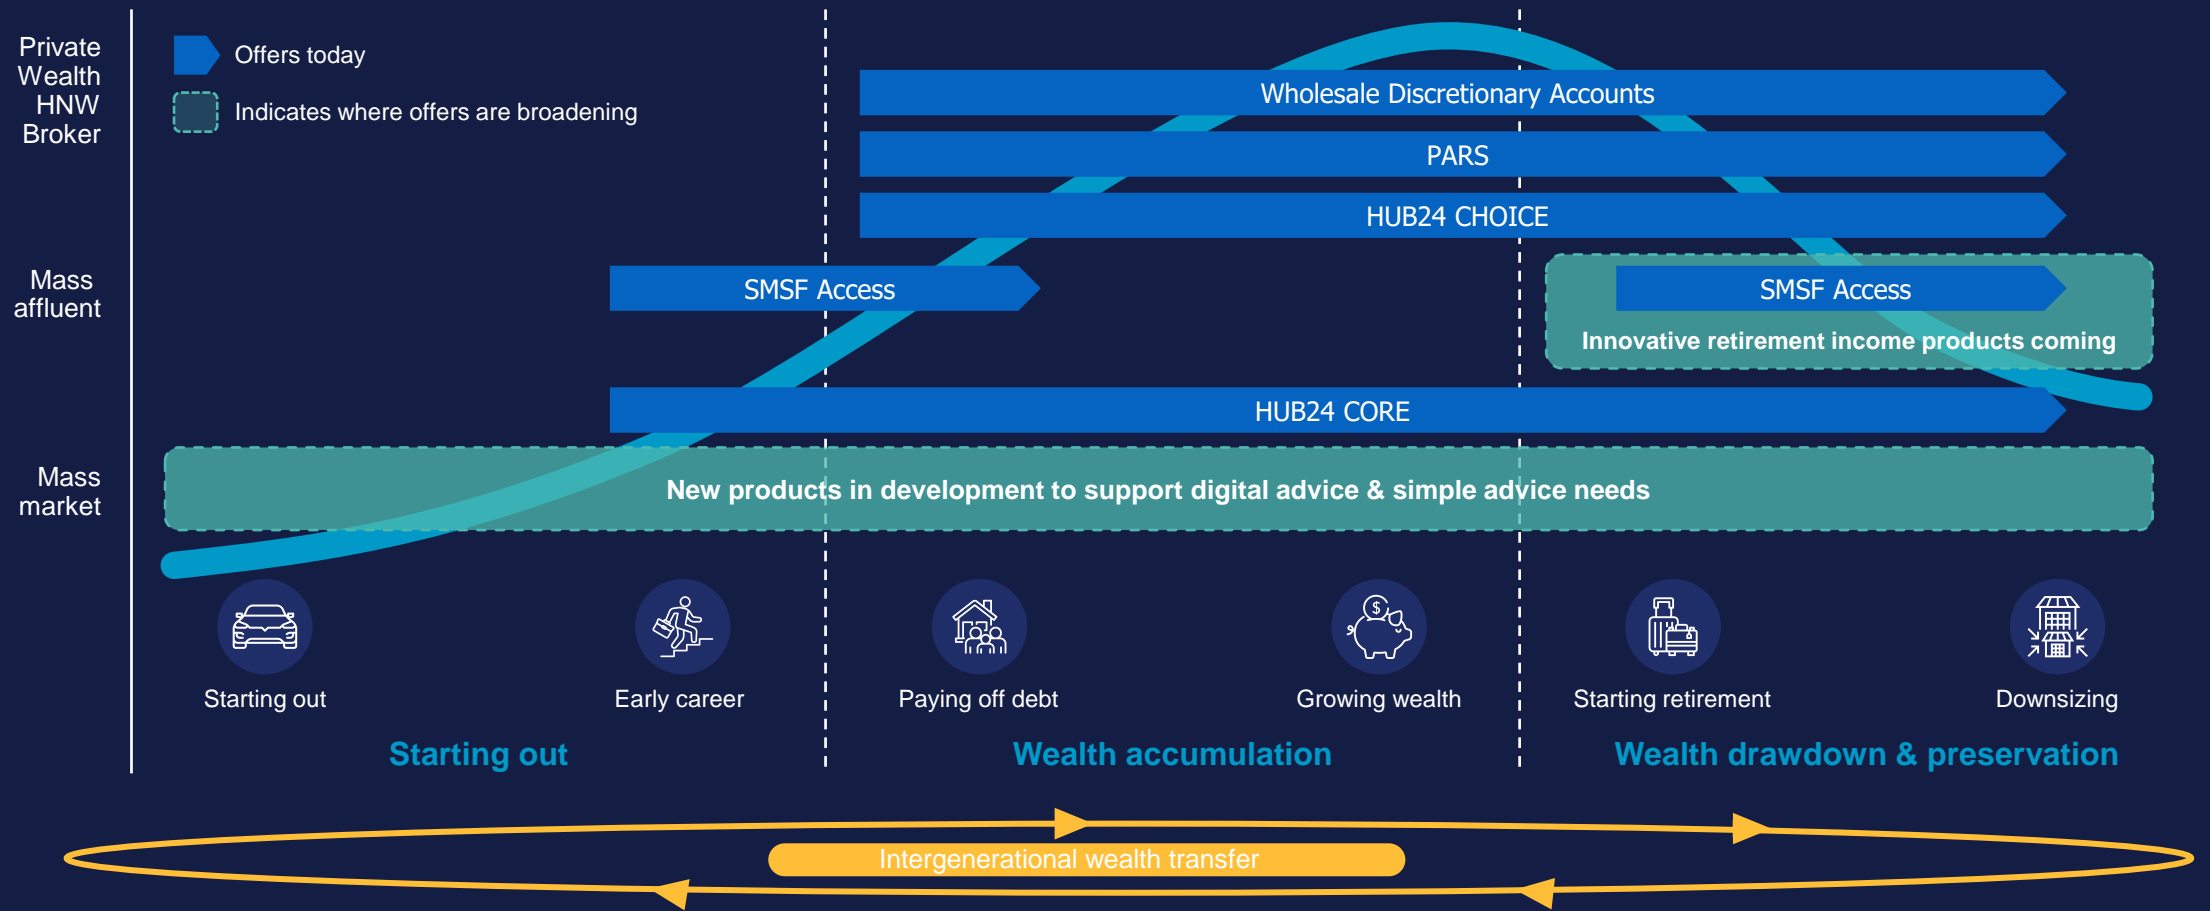 Private
Wealth
HNW
Broker
Offers today
Indicates where offers are broadening
Wholesale Discretionary Accounts
PARS
HUB24 CHOICE
Mass
affluent
SMSF Access
SMSF Access
Innovative retirement income products coming
HUB24 CORE
Mass
market
New products in development to support digital advice & simple advice needs
$
Starting out
Early career
Paying off debt
Growing wealth
Starting retirement
Downsizing
Starting out
Wealth accumulation
Wealth drawdown & preservation
Intergenerational wealth transfer